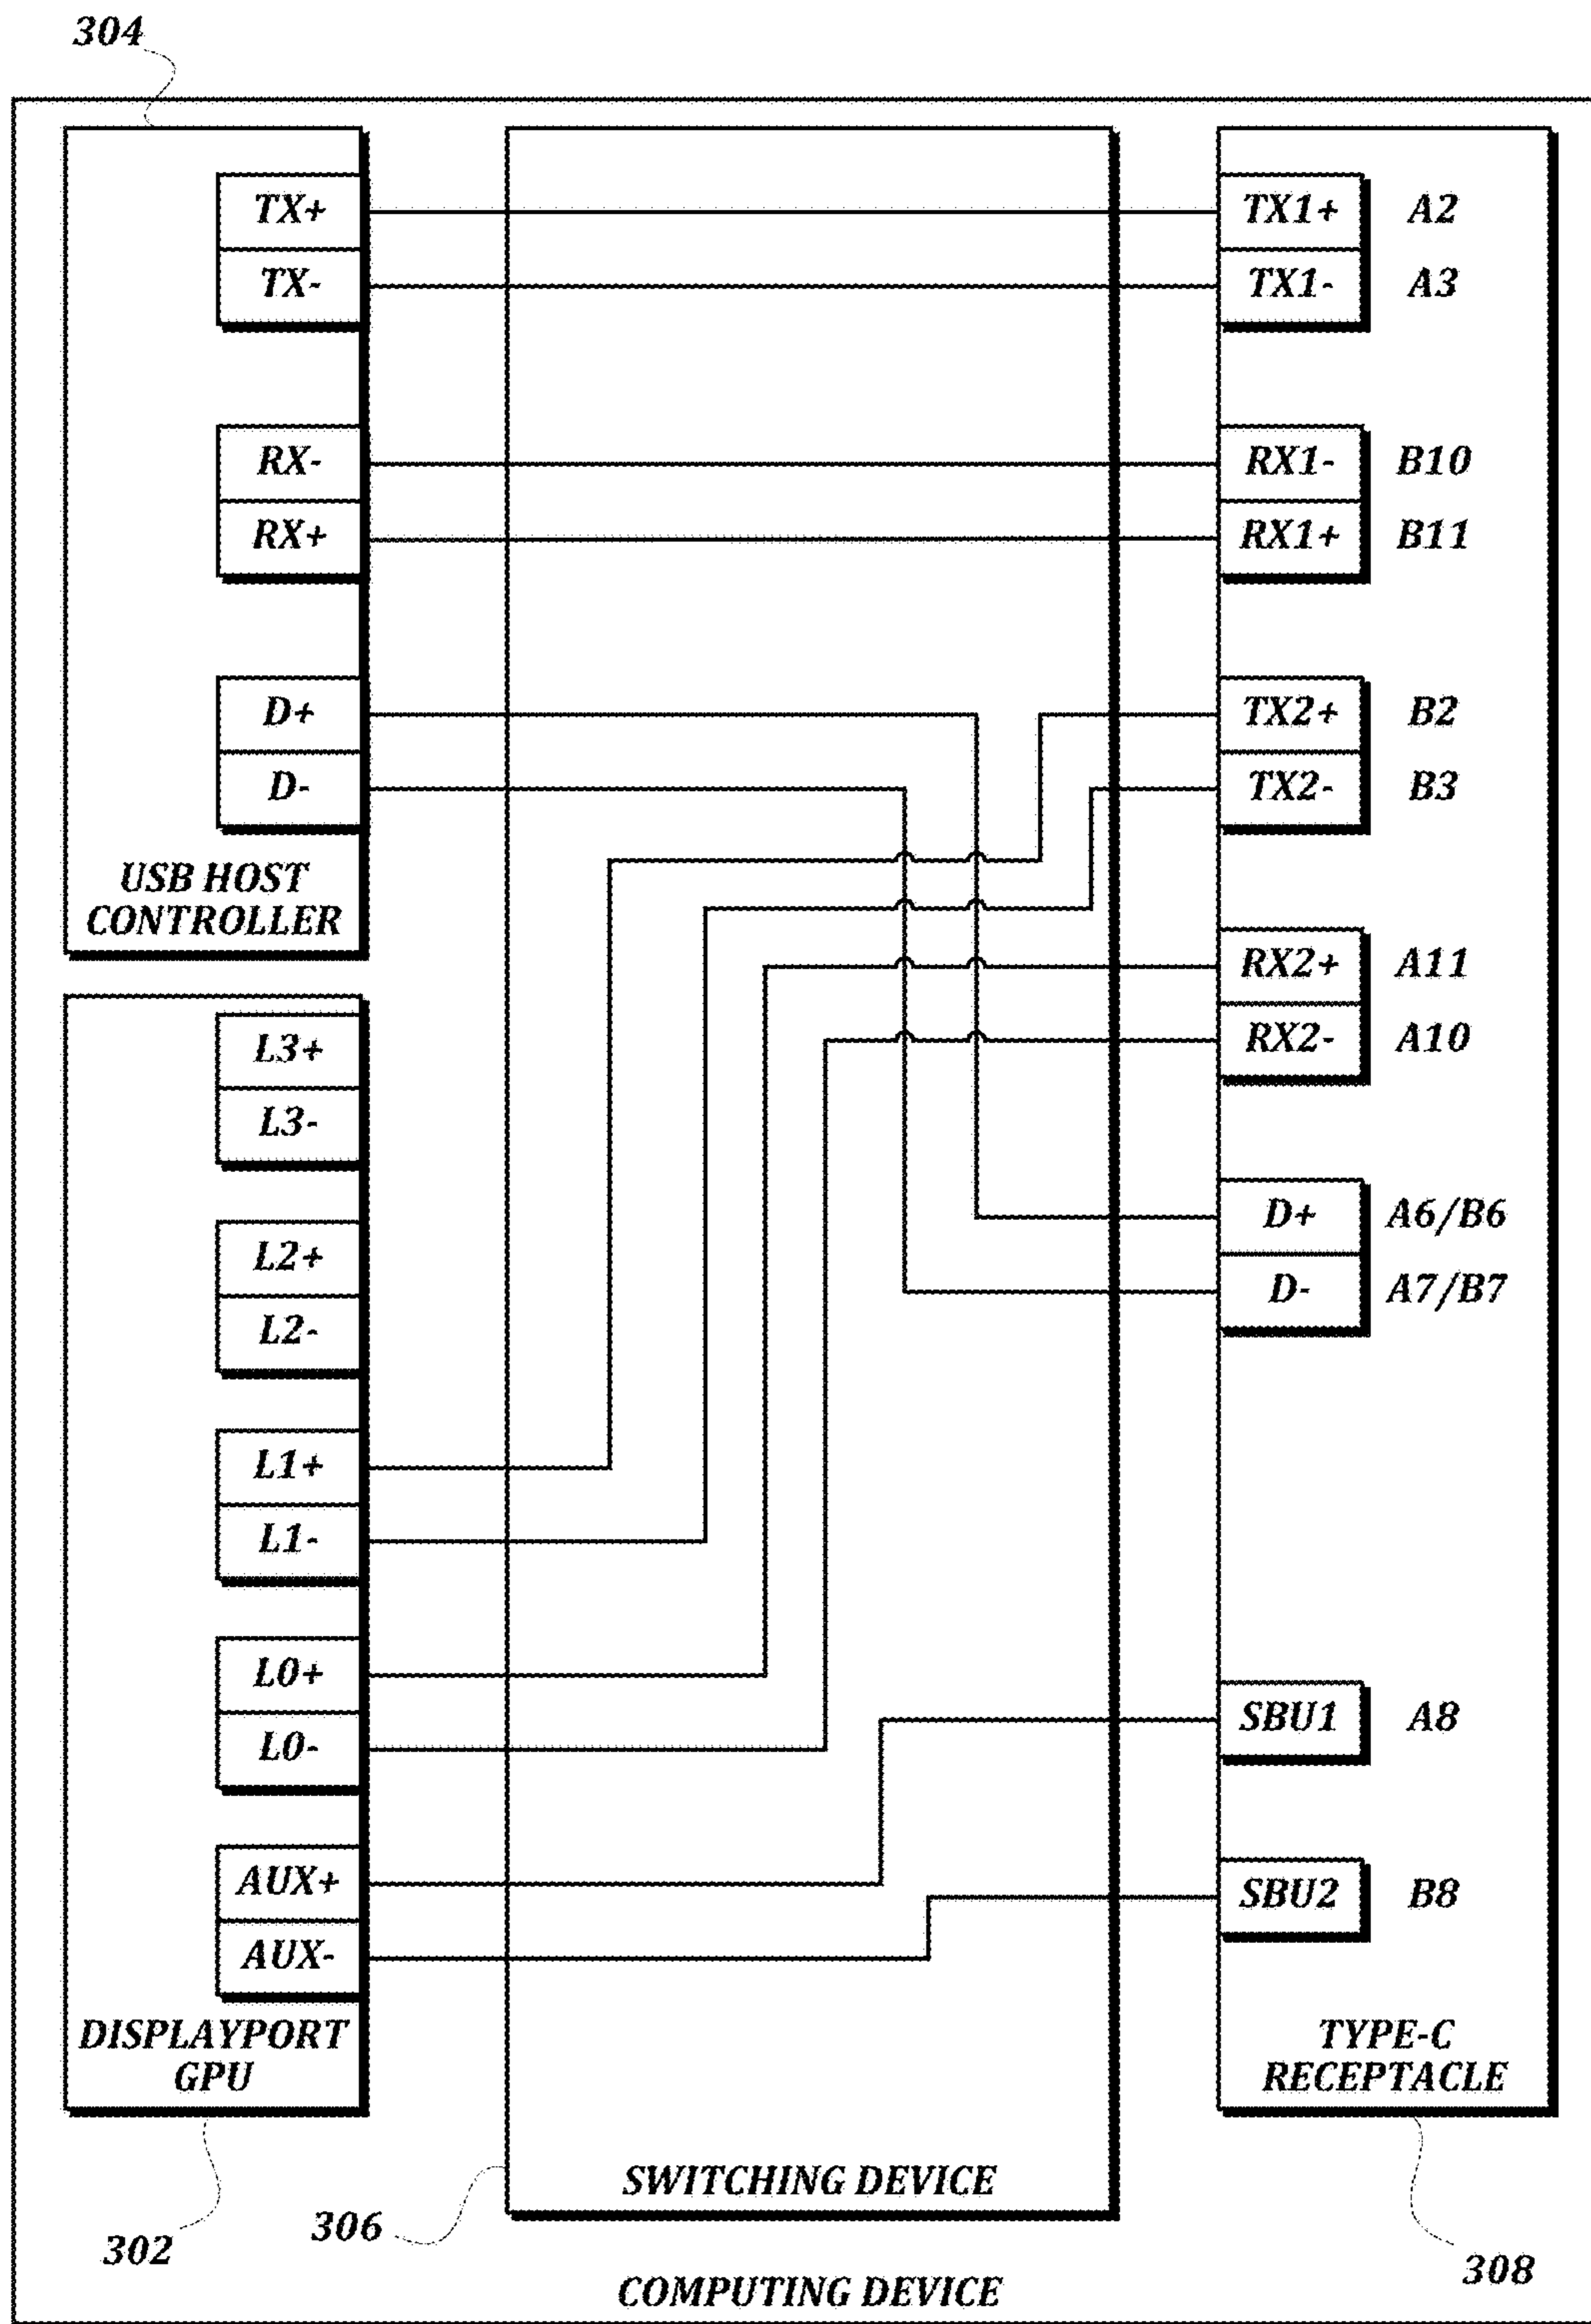 304
TX+
TX1+ A2
TX-
TX1- A3
RX-
RX1- B10
RX+
RX1+ B11
D+
TX2+ B2
D-
TX2- B3
USB HOST
CONTROLLER
RX2+ A11
L3+
RX2- A10
L3-
L2+
D+ A6/B6
L2-
D- A7/B7
L1+
L1-
L0+
SBU1 A8
L0-
AUX+
SBU2 B8
AUX-
DISPLAYPORT
GPU
TYPE-C
RECEPTACLE
SWITCHING DEVICE
306
302
308
COMPUTING DEVICE